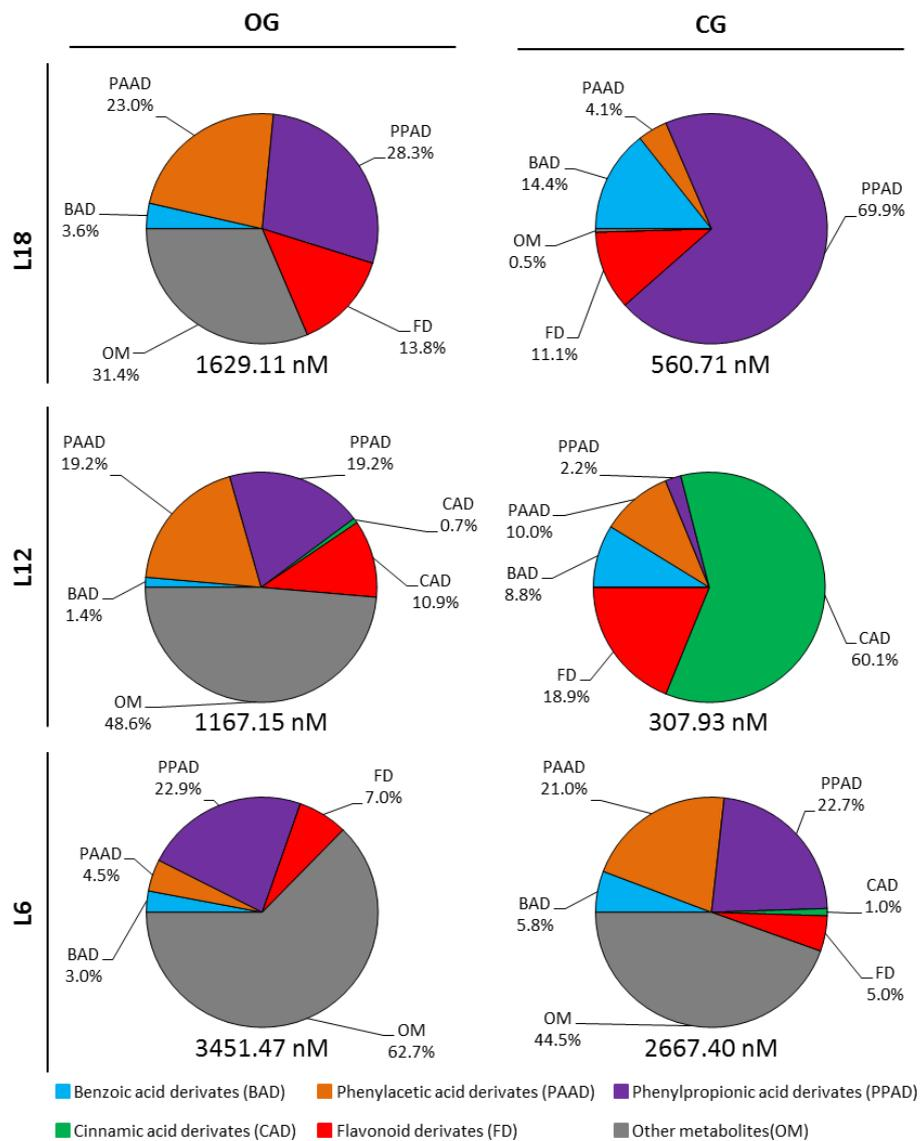 OG
CG
L18
PAAD
23.0%
PPAD
28.3%
BAD
3.6%
FD
13.8%
OM
31.4%
1629.11 nM
PAAD
4.1%
BAD
14.4%
PPAD
69.9%
OM
0.5%
FD
11.1%
560.71 nM
L12
PAAD
19.2%
PPAD
19.2%
CAD
0.7%
CAD
10.9%
BAD
1.4%
OM
48.6%
1167.15 nM
PPAD
2.2%
PAAD
10.0%
BAD
8.8%
CAD
60.1%
FD
18.9%
307.93 nM
L6
PPAD
22.9%
FD
7.0%
PAAD
4.5%
BAD
3.0%
OM
62.7%
3451.47 nM
PAAD
21.0%
PPAD
22.7%
CAD
1.0%
BAD
5.8%
FD
5.0%
OM
44.5%
2667.40 nM
Benzoic acid derivates (BAD)
Phenylacetic acid derivates (PAAD)
Phenylpropionic acid derivates (PPAD)
Cinnamic acid derivates (CAD)
Flavonoid derivates (FD)
Other metabolites(OM)